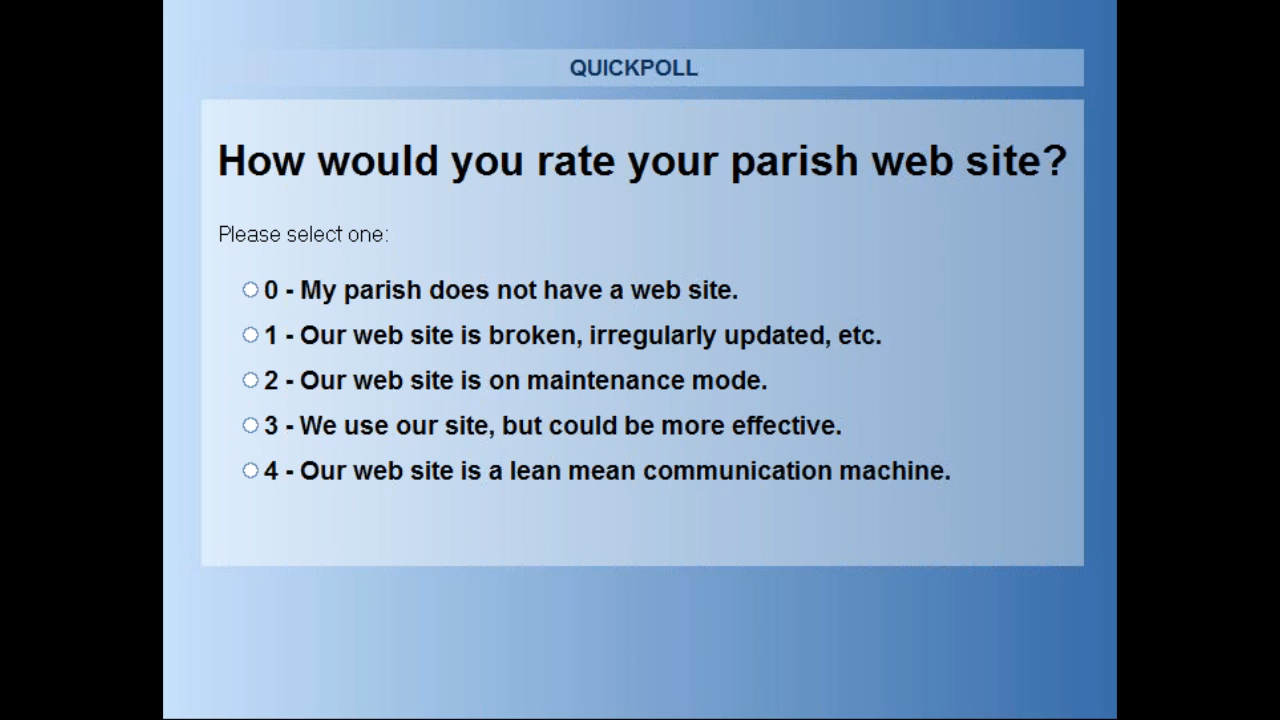 QUICKPOLL
How would you rate your parish web site?
Please select one:
0 - My parish does not have a web site.
1 - Our web site is broken, irregularly updated, etc.
2 - Our web site is on maintenance mode.
3 - We use our site, but could be more effective.
4 - Our web site is a lean mean communication machine.